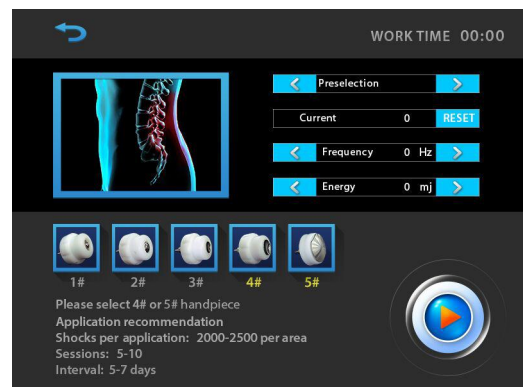 WORK TIME 00:00
Preselection
Current 0 RESET
Frequency 0 Hz
Energy 0 mj
1# 2# 3# 4# 5#
Please select 4# or 5# handpiece
Application recommendation
Shocks per application: 2000-2500 per area
Sessions: 5-10
Interval: 5-7 days